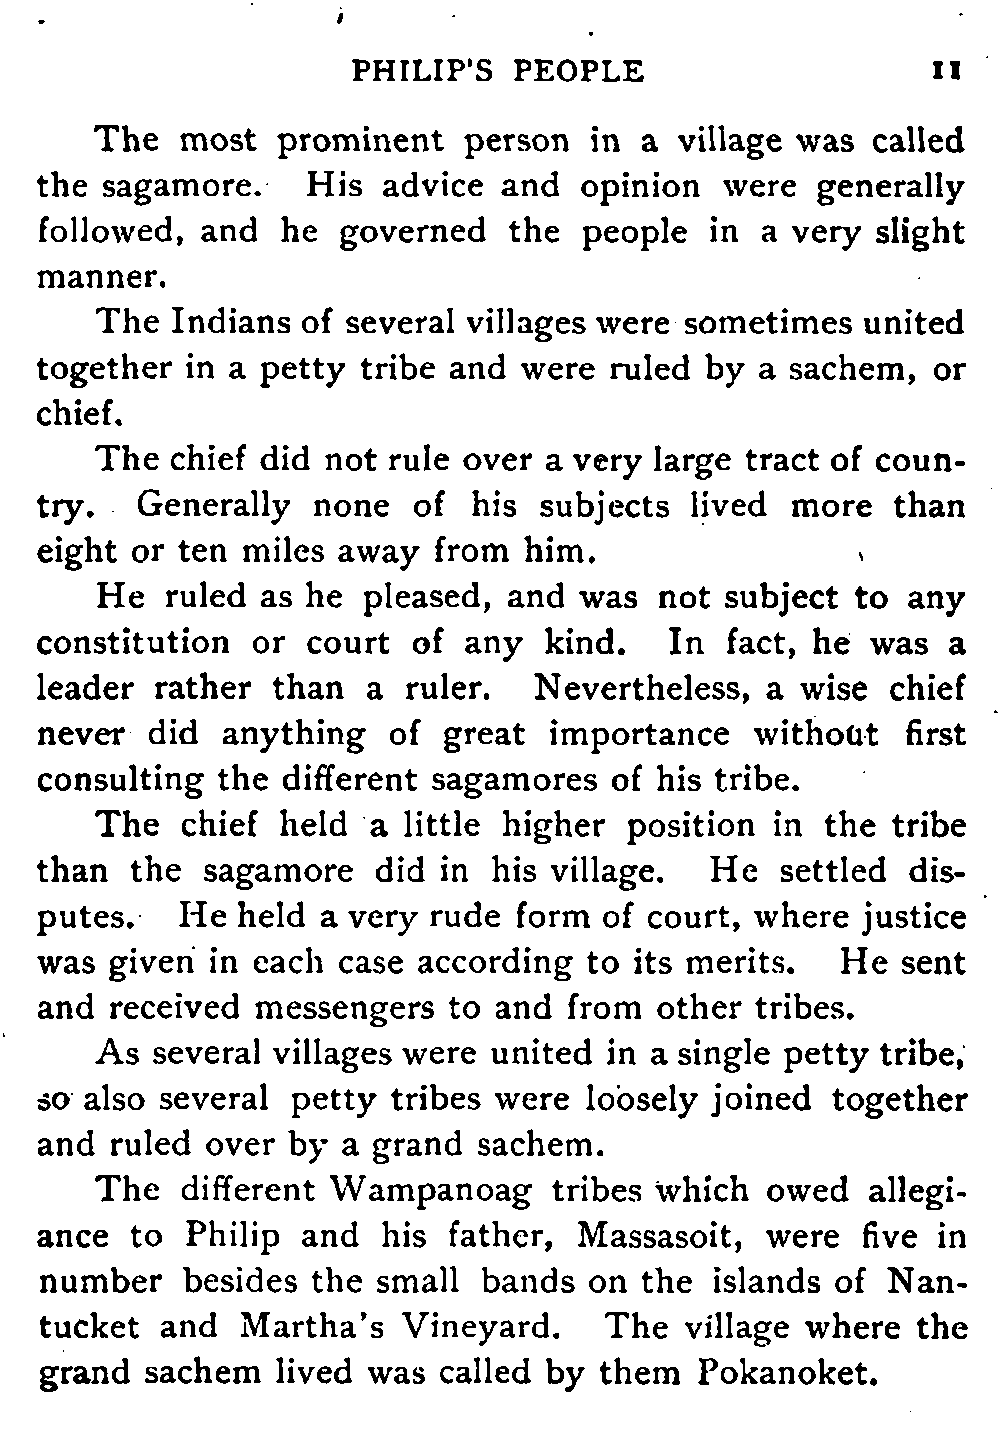 PHILIP'S PEOPLE 11
The most prominent person in a village was called
the sagamore. His advice and opinion were generally
followed, and he governed the people in a very slight
manner.
The Indians of several villages were sometimes united
together in a petty tribe and were ruled by a sachem, or
chief.
The chief did not rule over a very large tract of coun-
try. Generally none of his subjects lived more than
eight or ten miles away from him.
He ruled as he pleased, and was not subject to any
constitution or court of any kind. In fact, he was a
leader rather than a ruler. Nevertheless, a wise chief
never did anything of great importance without first
consulting the different sagamores of his tribe.
The chief held a little higher position in the tribe
than the sagamore did in his village. He settled dis-
putes. He held a very rude form of court, where justice
was given in each case according to its merits. He sent
and received messengers to and from other tribes.
As several villages were united in a single petty tribe,
so also several petty tribes were loosely joined together
and ruled over by a grand sachem.
The different Wampanoag tribes which owed allegi-
ance to Philip and his father, Massasoit, were five in
number besides the small bands on the islands of Nan-
tucket and Martha's Vineyard. The village where the
grand sachem lived was called by them Pokanoket.